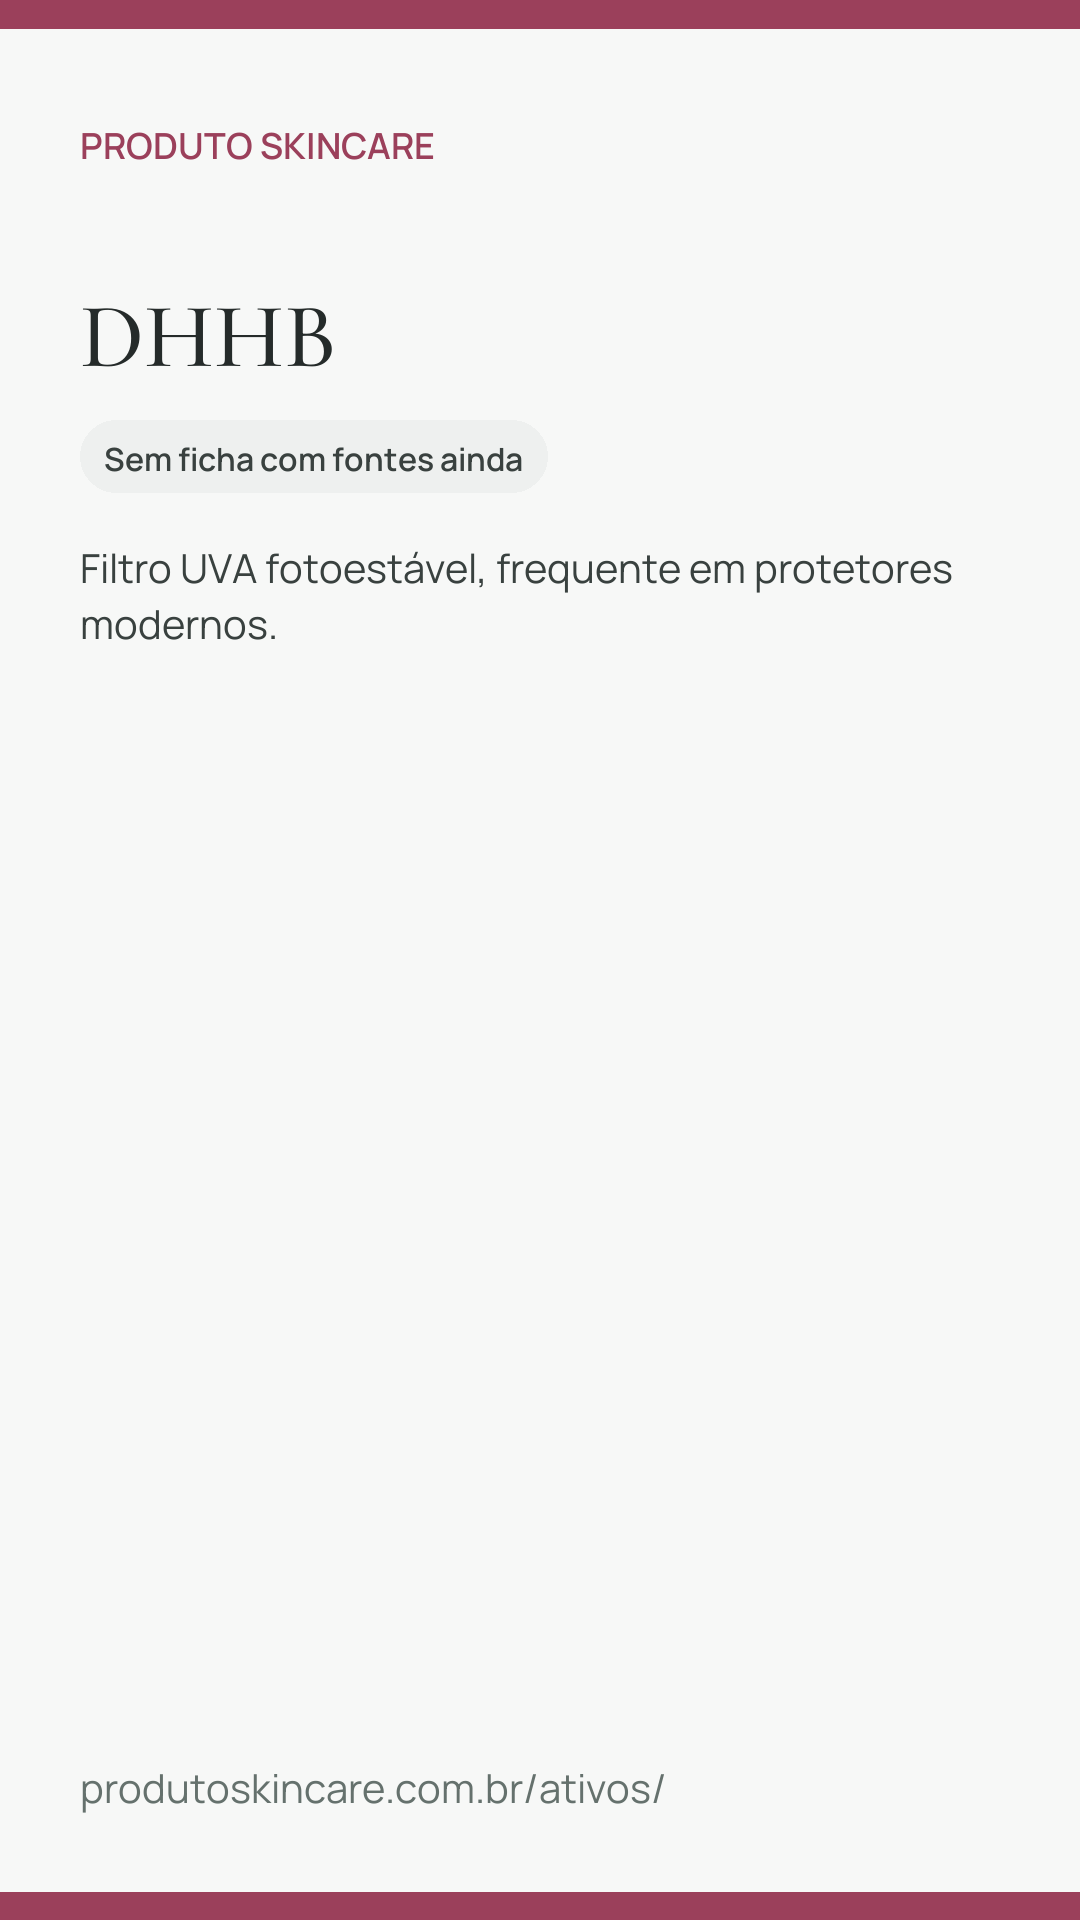 PRODUTO SKINCARE
DHHB
Sem ficha com fontes ainda
Filtro UVA fotoestável, frequente em protetores
modernos.
produtoskincare.com.br/ativos/